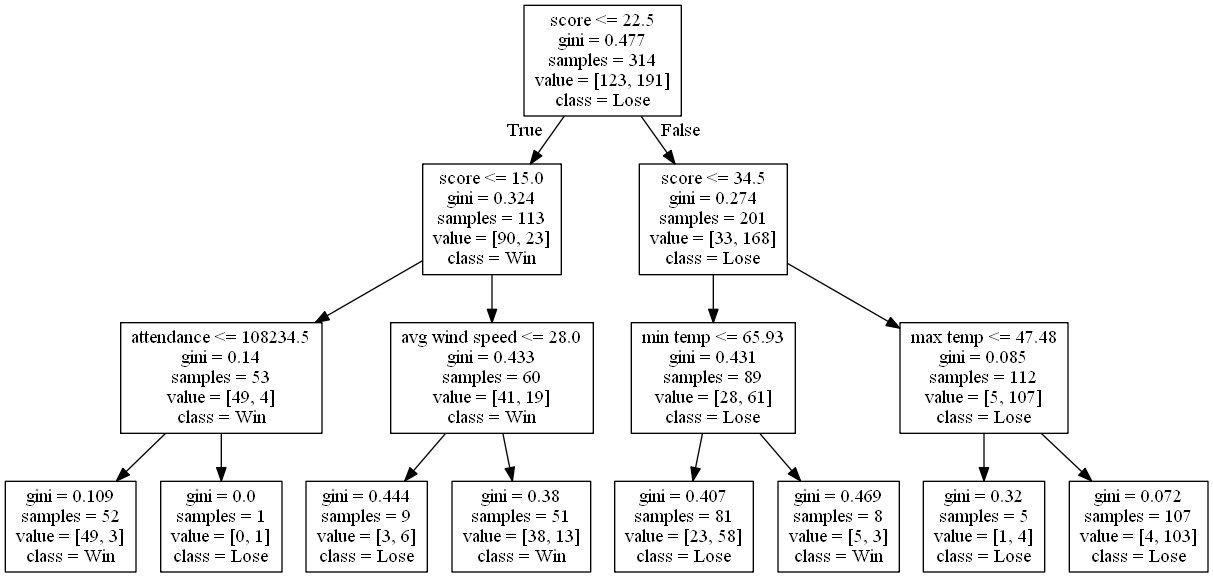 score <= 22.5
gini = 0.477
samples = 314
value = [123, 191]
class = Lose
True
False
score <= 15.0
gini = 0.324
samples = 113
value = [90, 23]
class = Win
score <= 34.5
gini = 0.274
samples = 201
value = [33, 168]
class = Lose
attendance <= 108234.5
gini = 0.14
samples = 53
value = [49, 4]
class = Win
avg wind speed <= 28.0
gini = 0.433
samples = 60
value = [41, 19]
class = Win
min temp <= 65.93
gini = 0.431
samples = 89
value = [28, 61]
class = Lose
max temp <= 47.48
gini = 0.085
samples = 112
value = [5, 107]
class = Lose
gini = 0.109
samples = 52
value = [49, 3]
class = Win
gini = 0.0
samples = 1
value = [0, 1]
class = Lose
gini = 0.444
samples = 9
value = [3, 6]
class = Lose
gini = 0.38
samples = 51
value = [38, 13]
class = Win
gini = 0.407
samples = 81
value = [23, 58]
class = Lose
gini = 0.469
samples = 8
value = [5, 3]
class = Win
gini = 0.32
samples = 5
value = [1, 4]
class = Lose
gini = 0.072
samples = 107
value = [4, 103]
class = Lose